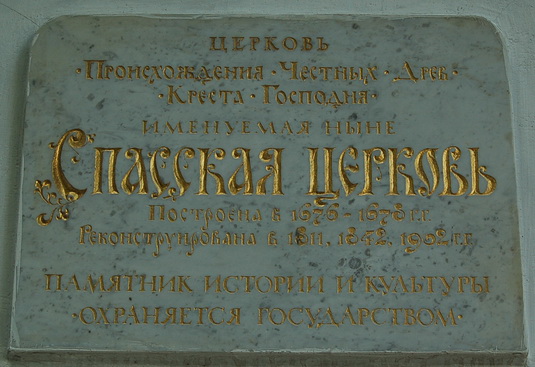 ЦЕРКОВЬ
·Происхождения·Честных·Древ·
·Креста·Господня·
ИМЕНУЕМАЯ НЫНЕ
Спасская церковь
Построена в 1676-1678 г.г.
Реконструирована в 1811, 1842, 1902 г.г.
ПАМЯТНИК ИСТОРИИ И КУЛЬТУРЫ
·ОХРАНЯЕТСЯ ГОСУДАРСТВОМ·